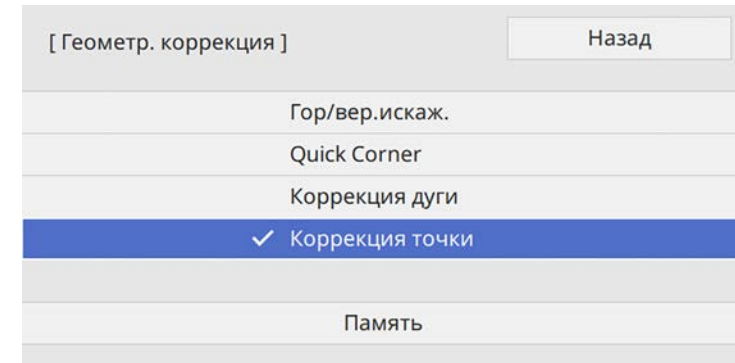 [ Геометр. коррекция ]
Назад
Гор/вер.искаж.
Quick Corner
Коррекция дуги
Коррекция точки
Память